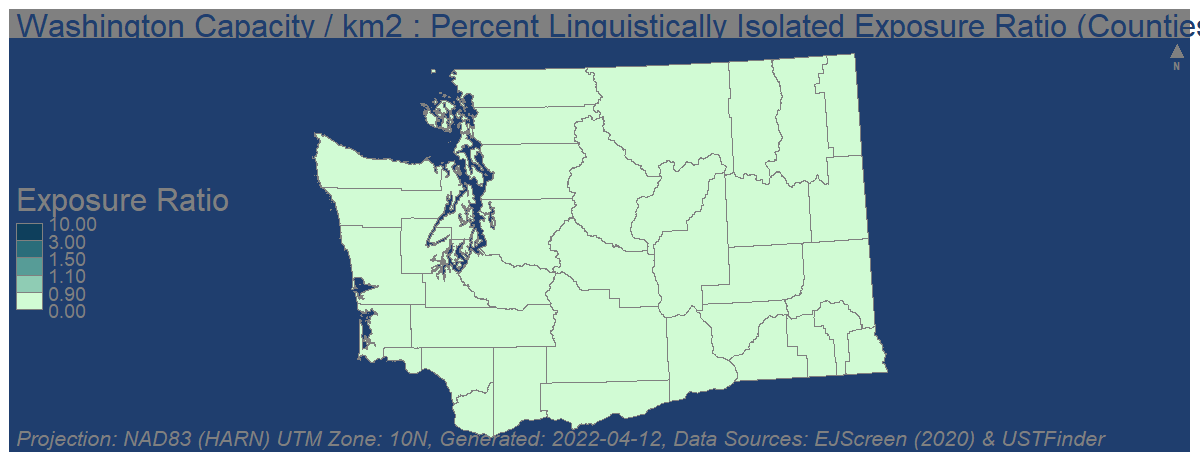 Washington Capacity / km2 : Percent Linguistically Isolated Exposure Ratio (Counties
N
Exposure Ratio
10.00
3.00
1.50
1.10
0.90
0.00
Projection: NAD83 (HARN) UTM Zone: 10N, Generated: 2022-04-12, Data Sources: EJScreen (2020) & USTFinder